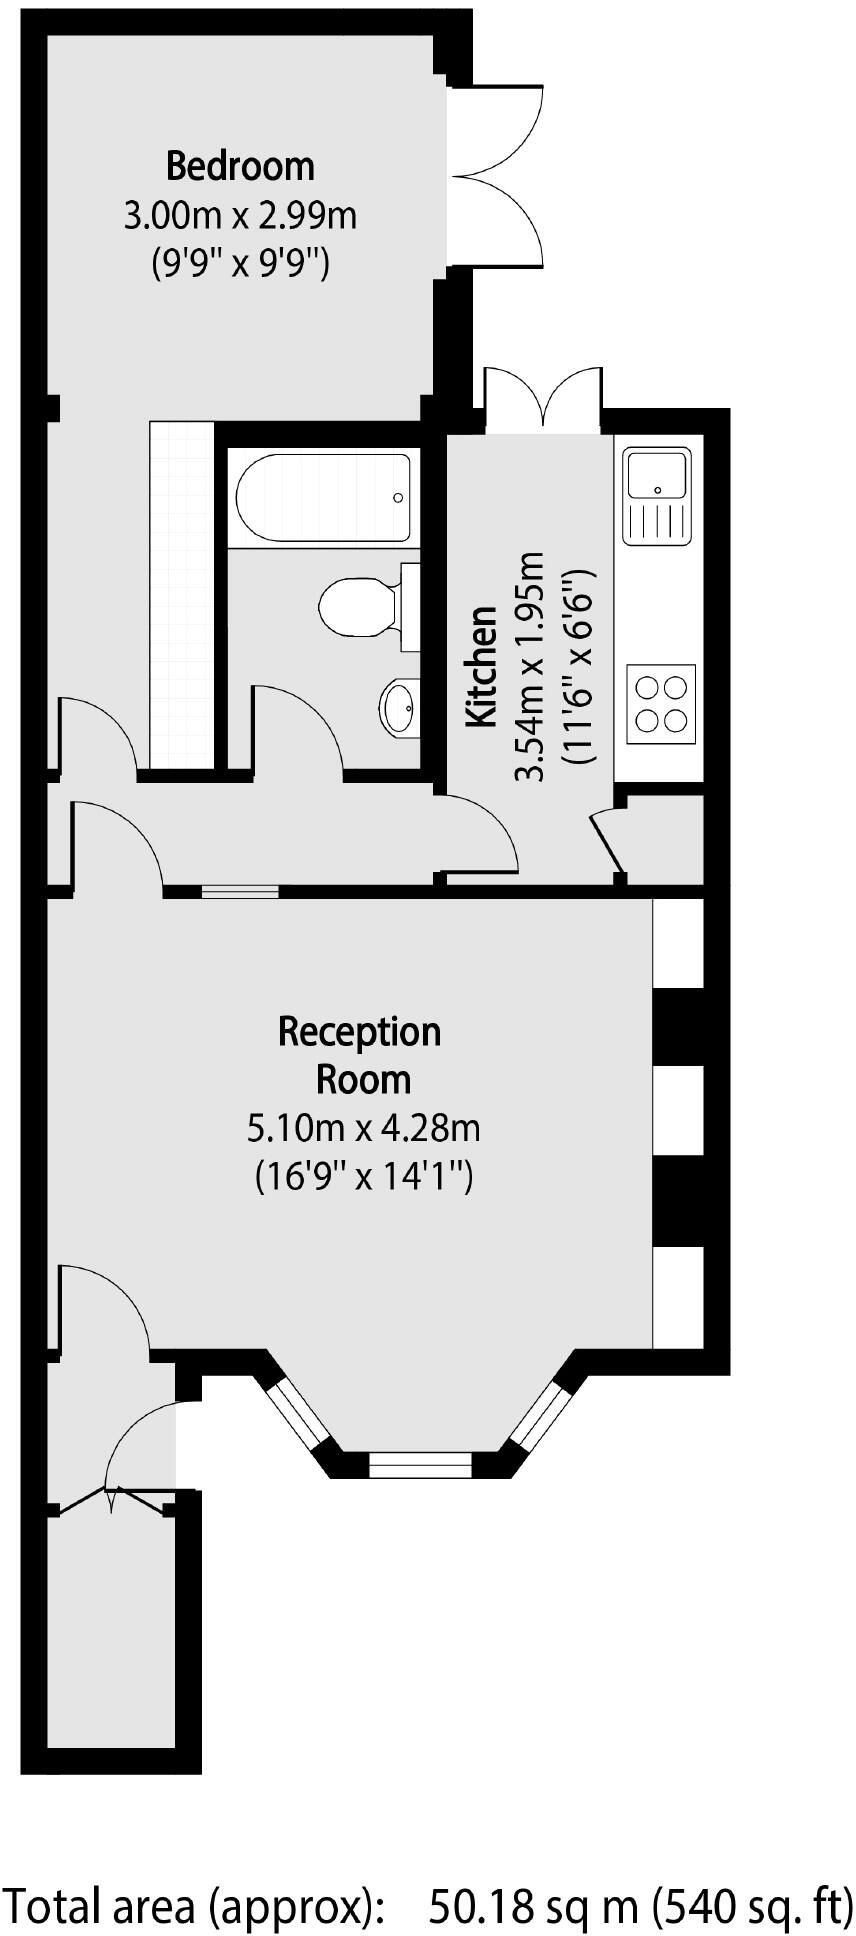 Bedroom
3.00m x 2.99m
(9'9" x 9'9")
Kitchen
3.54m x 1.95m
(11'6" x 6'6")
Reception
Room
5.10m x 4.28m
(16'9" x 14'1")
Total area (approx): 50.18 sq m (540 sq. ft)